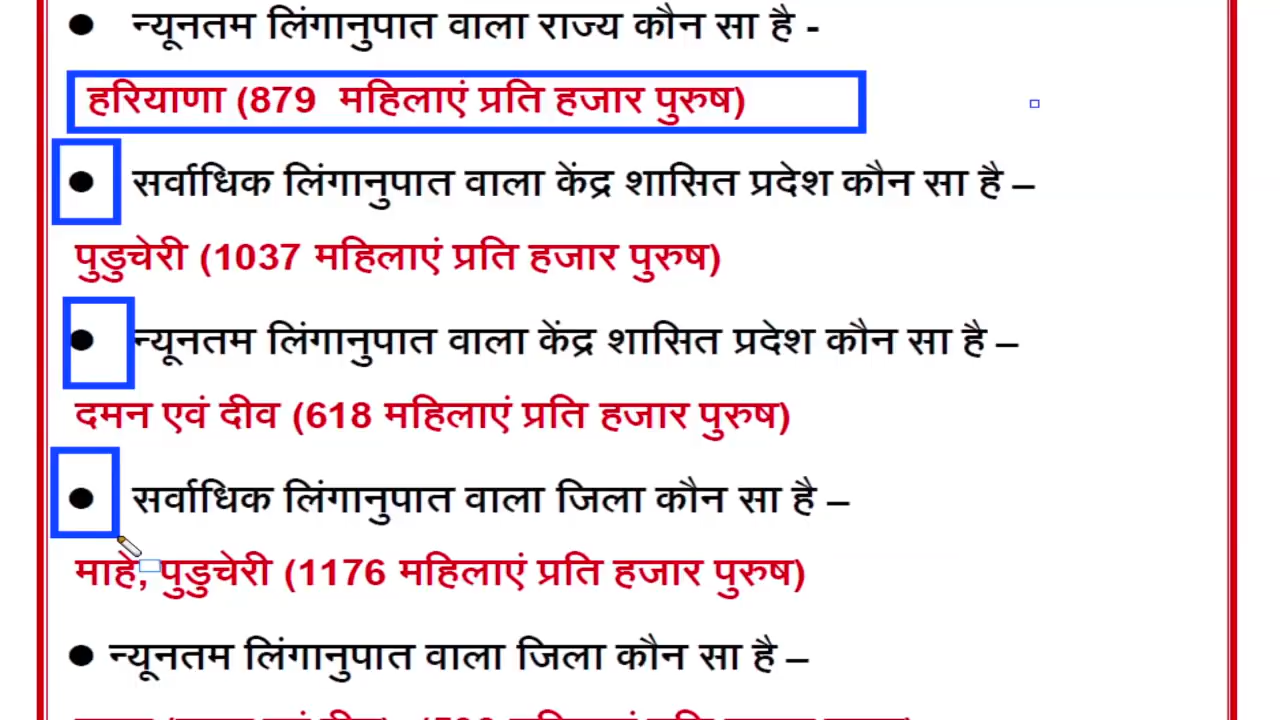 ● न्यूनतम लिंगानुपात वाला राज्य कौन सा है -
हरियाणा (879 महिलाएं प्रति हजार पुरुष)
● सर्वाधिक लिंगानुपात वाला केंद्र शासित प्रदेश कौन सा है –
पुडुचेरी (1037 महिलाएं प्रति हजार पुरुष)
● न्यूनतम लिंगानुपात वाला केंद्र शासित प्रदेश कौन सा है –
दमन एवं दीव (618 महिलाएं प्रति हजार पुरुष)
● सर्वाधिक लिंगानुपात वाला जिला कौन सा है –
माहे, पुडुचेरी (1176 महिलाएं प्रति हजार पुरुष)
● न्यूनतम लिंगानुपात वाला जिला कौन सा है –